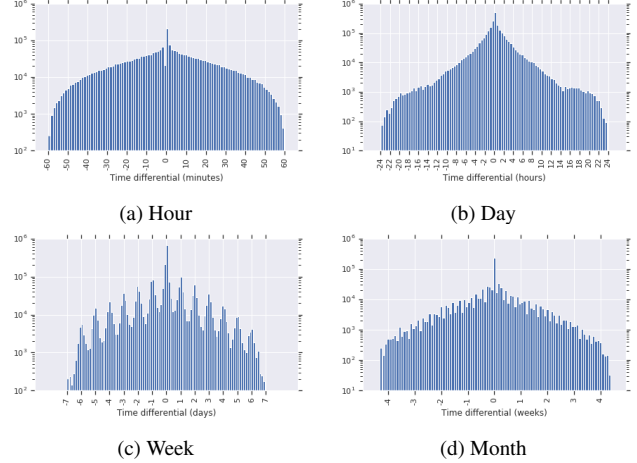 10⁶
10⁵
10⁴
10³
10²
-60 -50 -40 -30 -20 -10 0 10 20 30 40 50 60
Time differential (minutes)
(a) Hour
10⁶
10⁵
10⁴
10³
10²
10¹
-24 -22 -20 -18 -16 -14 -12 -10 -8 -6 -4 -2 0 2 4 6 8 10 12 14 16 18 20 22 24
Time differential (hours)
(b) Day
10⁶
10⁵
10⁴
10³
10²
-7 -6 -5 -4 -3 -2 -1 0 1 2 3 4 5 6 7
Time differential (days)
(c) Week
10⁶
10⁵
10⁴
10³
10²
10¹
-4 -3 -2 -1 0 1 2 3 4
Time differential (weeks)
(d) Month